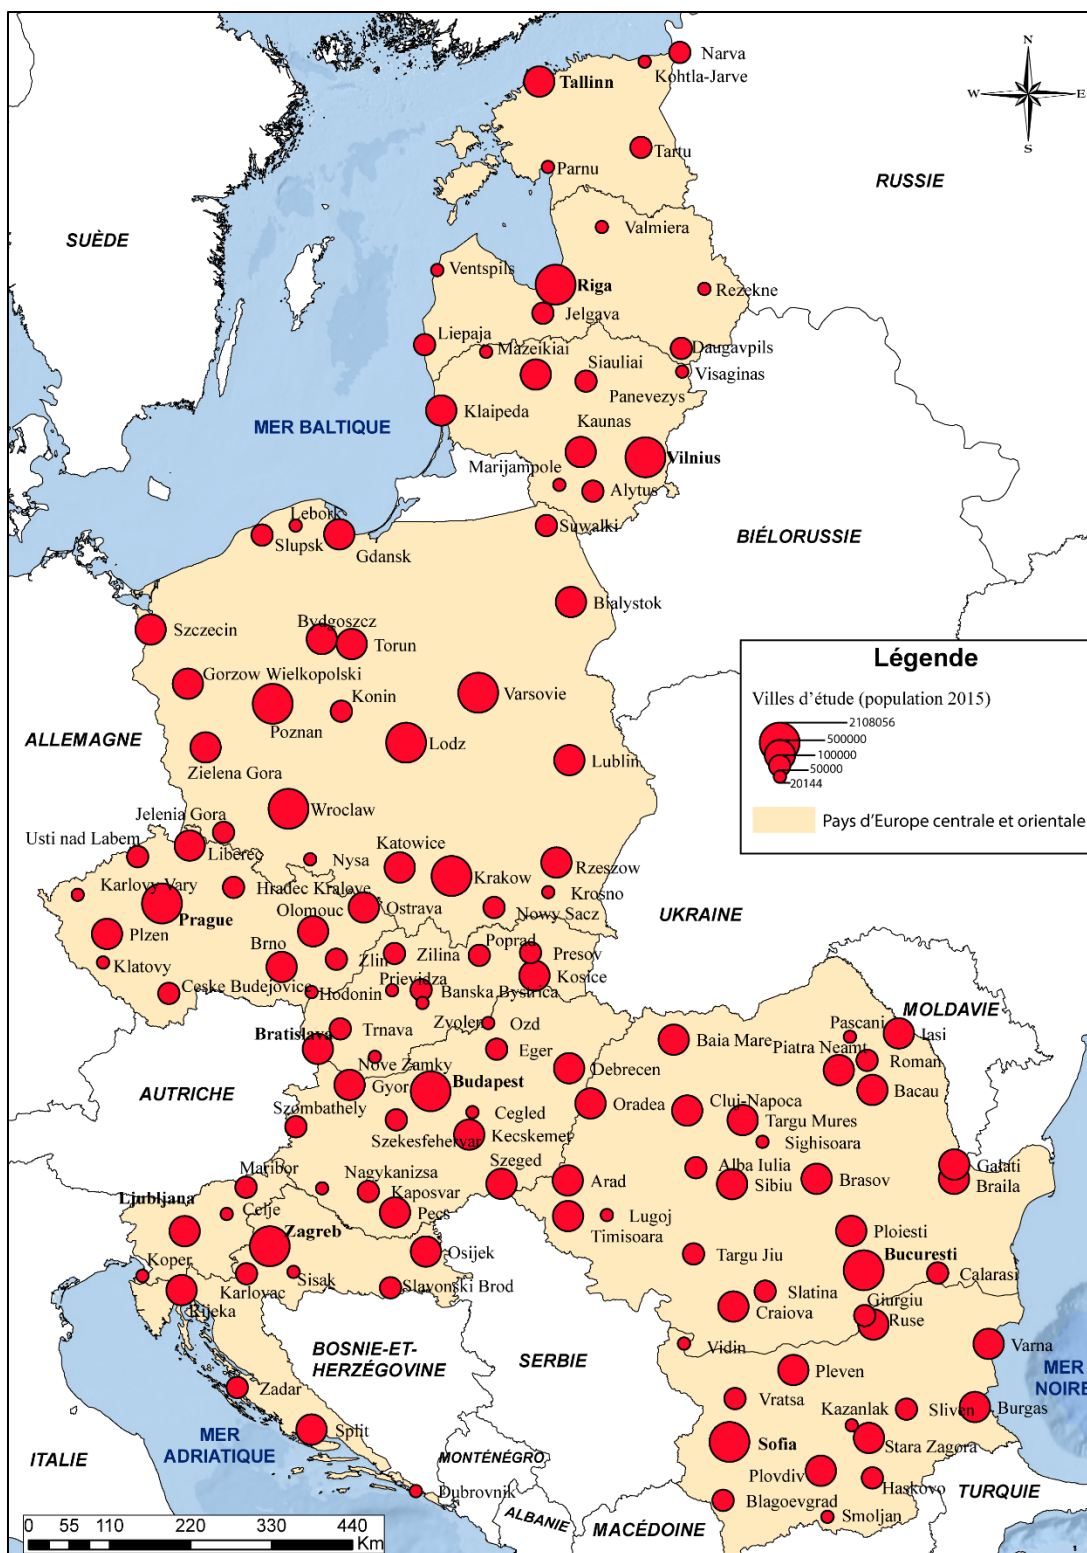 N
W
E
S
Narva
Kohtla-Jarve
Tallinn
Tartu
Parnu
RUSSIE
Valmiera
SUÈDE
Ventspils
Riga
Rezekne
Jelgava
Liepaja
Mazeikiai
Daugavpils
Siauliai
Visaginas
Panevezys
Klaipeda
Kaunas
MER BALTIQUE
Vilnius
Marijampole
Alytus
Lebork
Suwalki
Slupsk
Gdansk
BIÉLORUSSIE
Bialystok
Szczecin
Bydgoszcz
Torun
Gorzow Wielkopolski
Konin
Varsovie
Poznan
ALLEMAGNE
Lodz
Zielena Gora
Lublin
Légende
Villes d'étude (population 2015)
2108056
500000
100000
50000
20144
Pays d'Europe centrale et orientale
Wroclaw
Jelenia Gora
Usti nad Labem
Liberec
Katowice
Nysa
Rzeszow
Krakow
Karlovy Vary
Hradec Kralove
Krosno
Olomouc
Ostrava
Nowy Sacz
Prague
UKRAINE
Plzen
Brno
Zlin
Zilina
Poprad
Presov
Klatovy
Prievidza
Kosice
Ceske Budejovice
Hodonin
Banska Bystrica
MOLDAVIE
Zvolen
Ozd
Bratislava
Trnava
Pascani
Iasi
Baia Mare
Piatra Neamt
Eger
Roman
Nove Zamky
Debrecen
AUTRICHE
Gyor
Budapest
Bacau
Oradea
Cluj-Napoca
Szombathely
Cegled
Targu Mures
Szekesfehervar
Kecskemet
Sighisoara
Szeged
Alba Iulia
Galati
Maribor
Nagykanizsa
Arad
Sibiu
Brasov
Braila
Kaposvar
Ljubljana
Celje
Pecs
Lugoj
Timisoara
Zagreb
Ploiesti
Osijek
Targu Jiu
Bucuresti
Koper
Calarasi
Karlovac
Sisak
Slavonski Brod
Slatina
Rijeka
Craiova
Giurgiu
Ruse
BOSNIE-ET-
HERZÉGOVINE
SERBIE
Vidin
Varna
MER
NOIRE
Pleven
Zadar
Vratsa
Kazanlak
Sliven
Burgas
Split
Sofia
Stara Zagora
MER
ADRIATIQUE
ITALIE
MONTÉNÉGRO
Plovdiv
Haskovo
TURQUIE
Dubrovnik
Blagoevgrad
Smoljan
ALBANIE
MACÉDOINE
0 55 110 220 330 440
Km